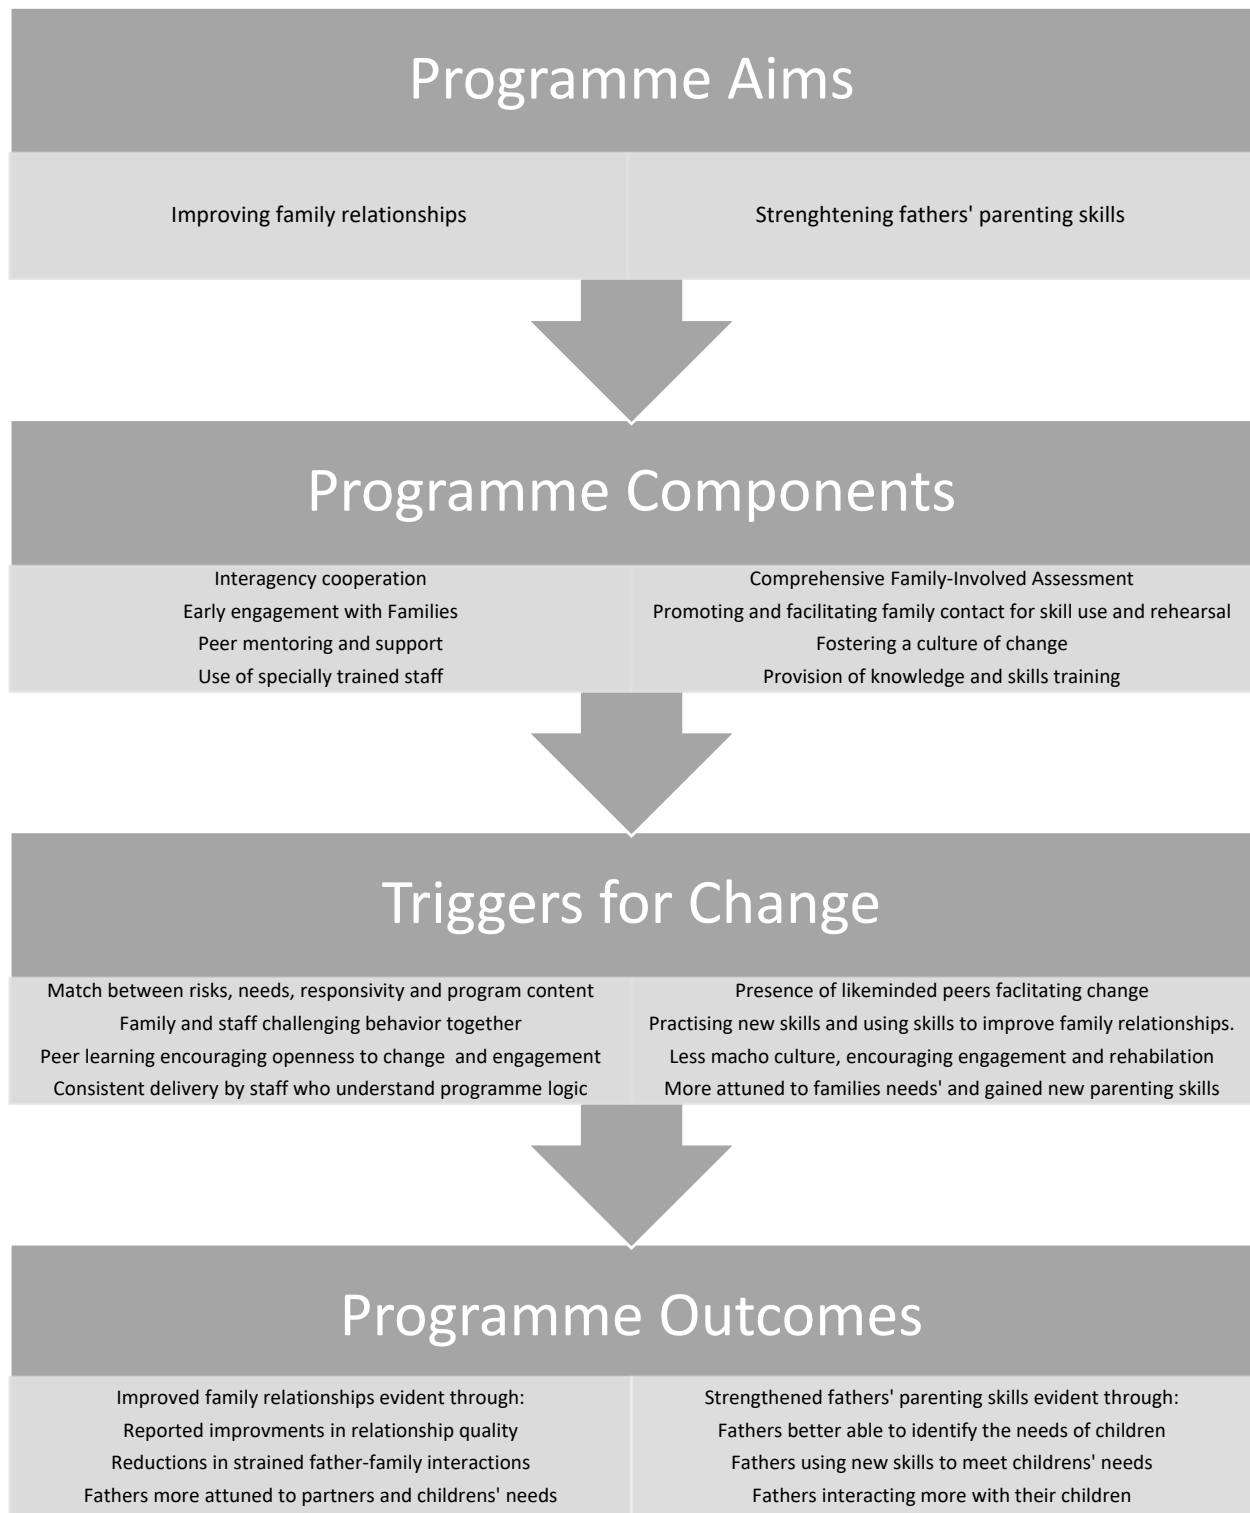 Programme Aims
Improving family relationships
Strenghtening fathers' parenting skills
Programme Components
Interagency cooperation
Early engagement with Families
Peer mentoring and support
Use of specially trained staff
Comprehensive Family-Involved Assessment
Promoting and facilitating family contact for skill use and rehearsal
Fostering a culture of change
Provision of knowledge and skills training
Triggers for Change
Match between risks, needs, responsivity and program content
Family and staff challenging behavior together
Peer learning encouraging openness to change and engagement
Consistent delivery by staff who understand programme logic
Presence of likeminded peers faclitating change
Practising new skills and using skills to improve family relationships.
Less macho culture, encouraging engagement and rehabilation
More attuned to families needs' and gained new parenting skills
Programme Outcomes
Improved family relationships evident through:
Reported improvments in relationship quality
Reductions in strained father-family interactions
Fathers more attuned to partners and childrens' needs
Strengthened fathers' parenting skills evident through:
Fathers better able to identify the needs of children
Fathers using new skills to meet childrens' needs
Fathers interacting more with their children